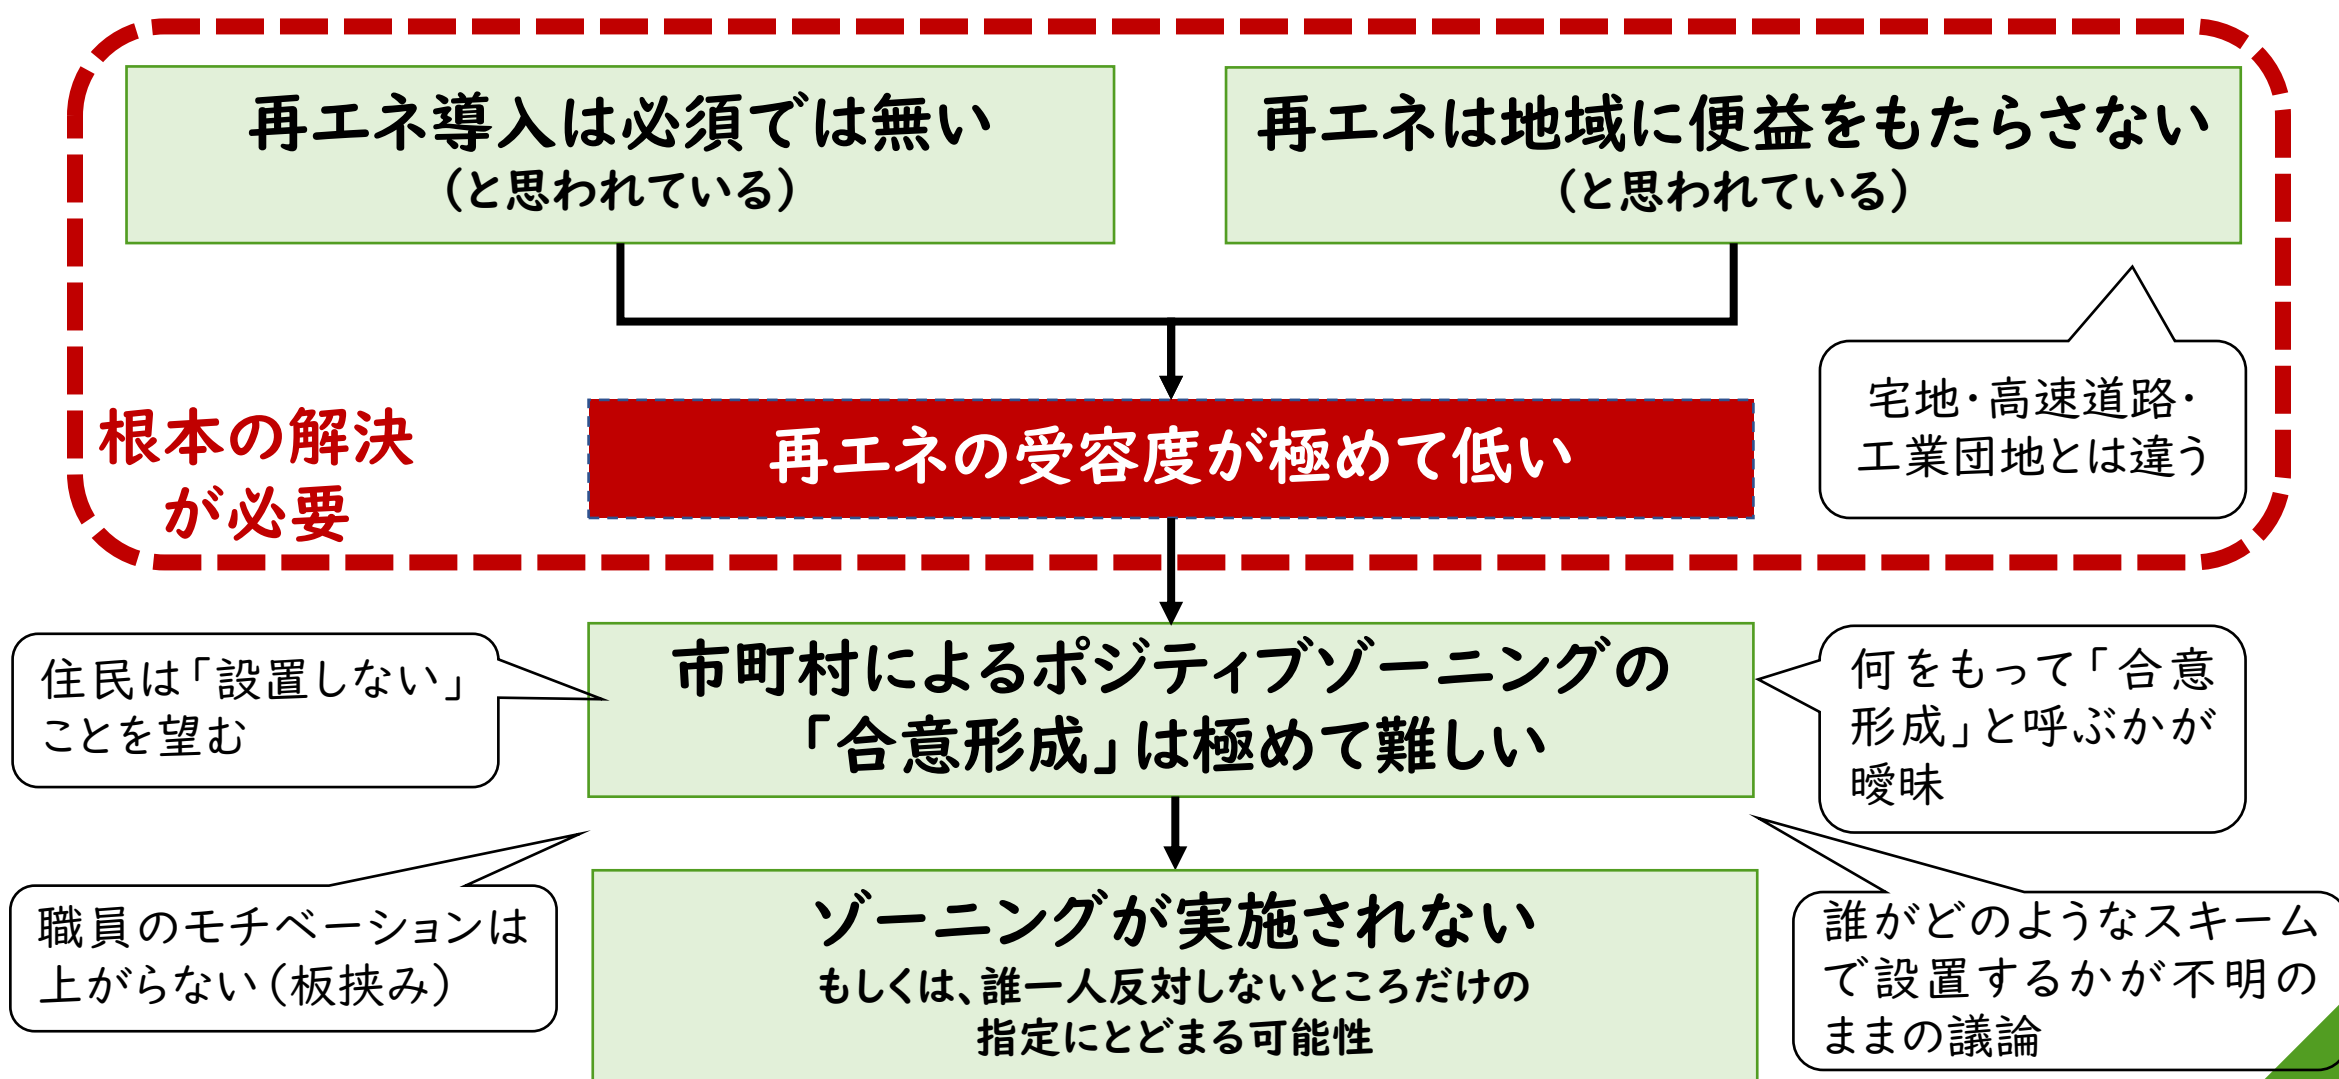 再エネ導入は必須では無い
(と思われている)
再エネは地域に便益をもたらさない
(と思われている)
宅地・高速道路・
工業団地とは違う
根本の解決
が必要
再エネの受容度が極めて低い
住民は「設置しない」
ことを望む
市町村によるポジティブゾーニングの
「合意形成」は極めて難しい
何をもって「合意
形成」と呼ぶかが
曖昧
職員のモチベーションは
上がらない(板挟み)
ゾーニングが実施されない
もしくは、誰一人反対しないところだけの
指定にとどまる可能性
誰がどのようなスキーム
で設置するかが不明の
ままの議論